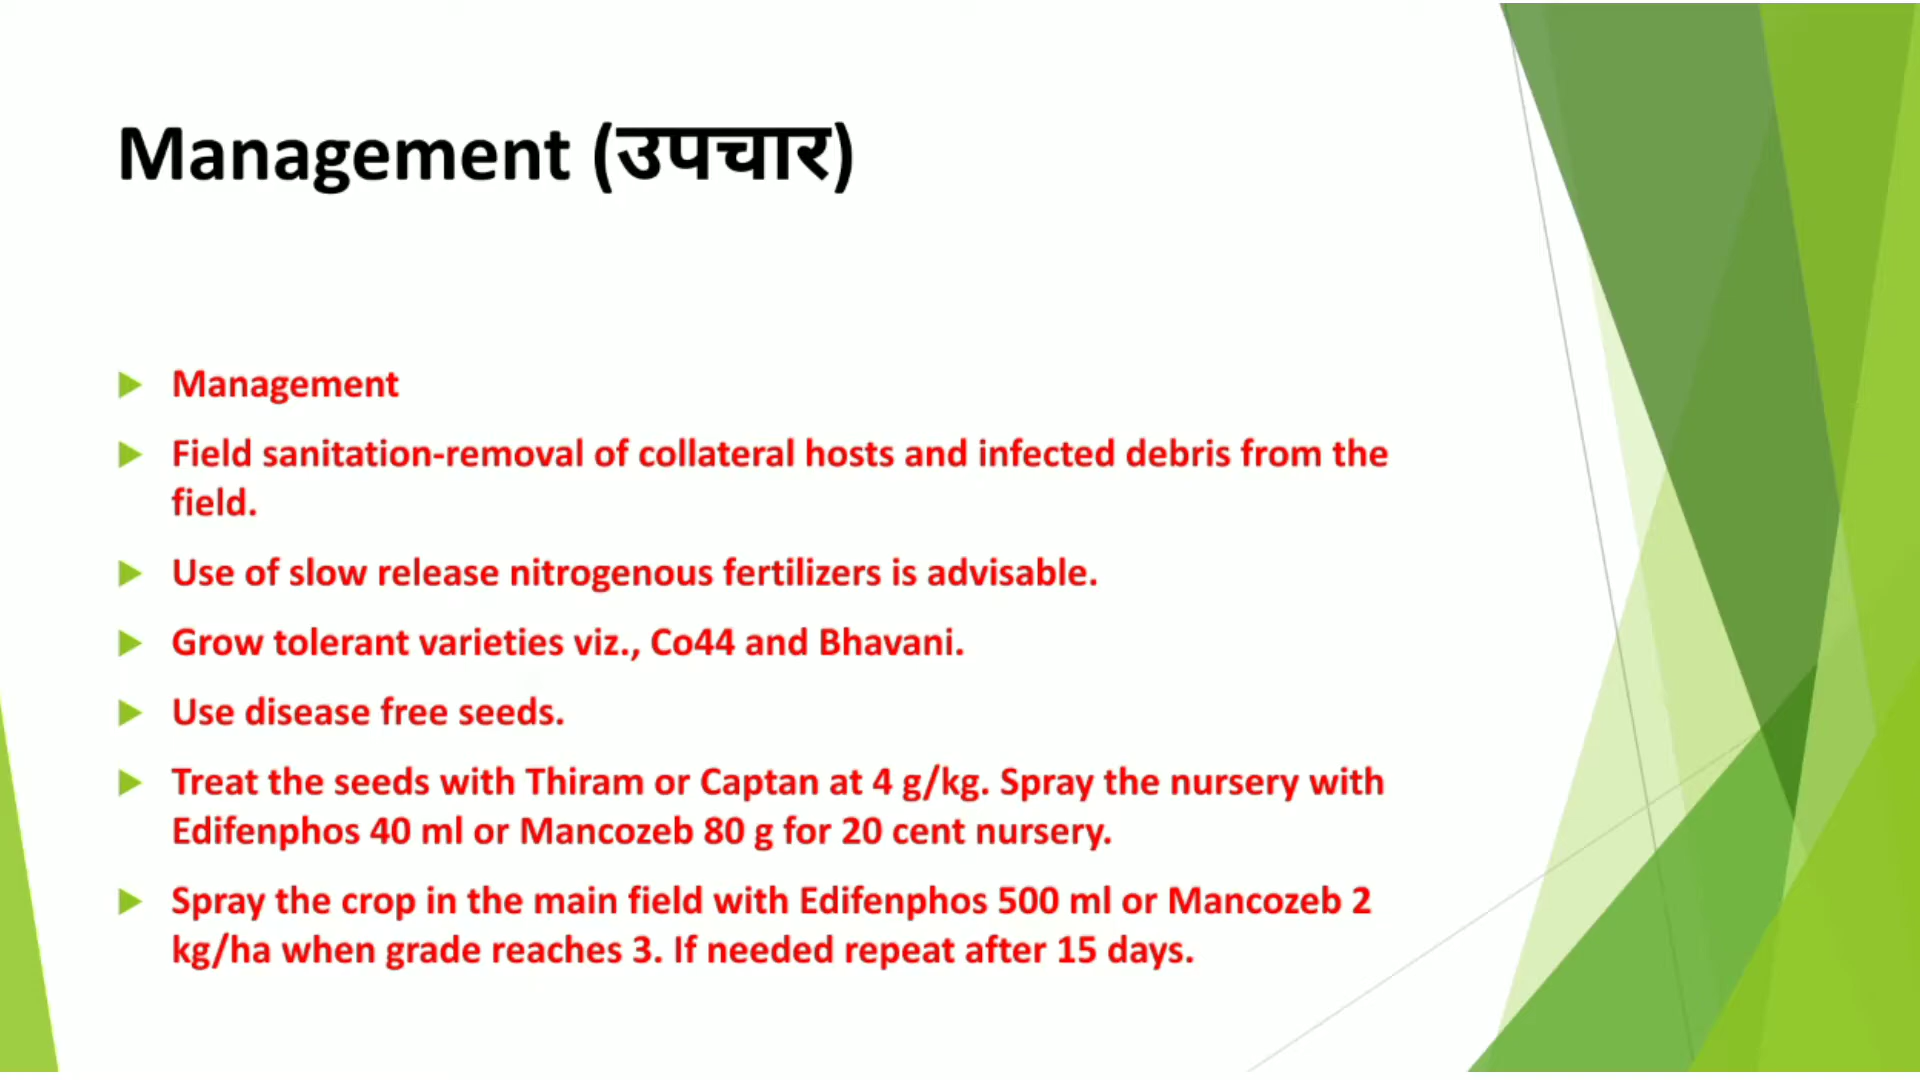 Management (उपचार)
Management
Field sanitation-removal of collateral hosts and infected debris from the
field.
Use of slow release nitrogenous fertilizers is advisable.
Grow tolerant varieties viz., Co44 and Bhavani.
Use disease free seeds.
Treat the seeds with Thiram or Captan at 4 g/kg. Spray the nursery with
Edifenphos 40 ml or Mancozeb 80 g for 20 cent nursery.
Spray the crop in the main field with Edifenphos 500 ml or Mancozeb 2
kg/ha when grade reaches 3. If needed repeat after 15 days.